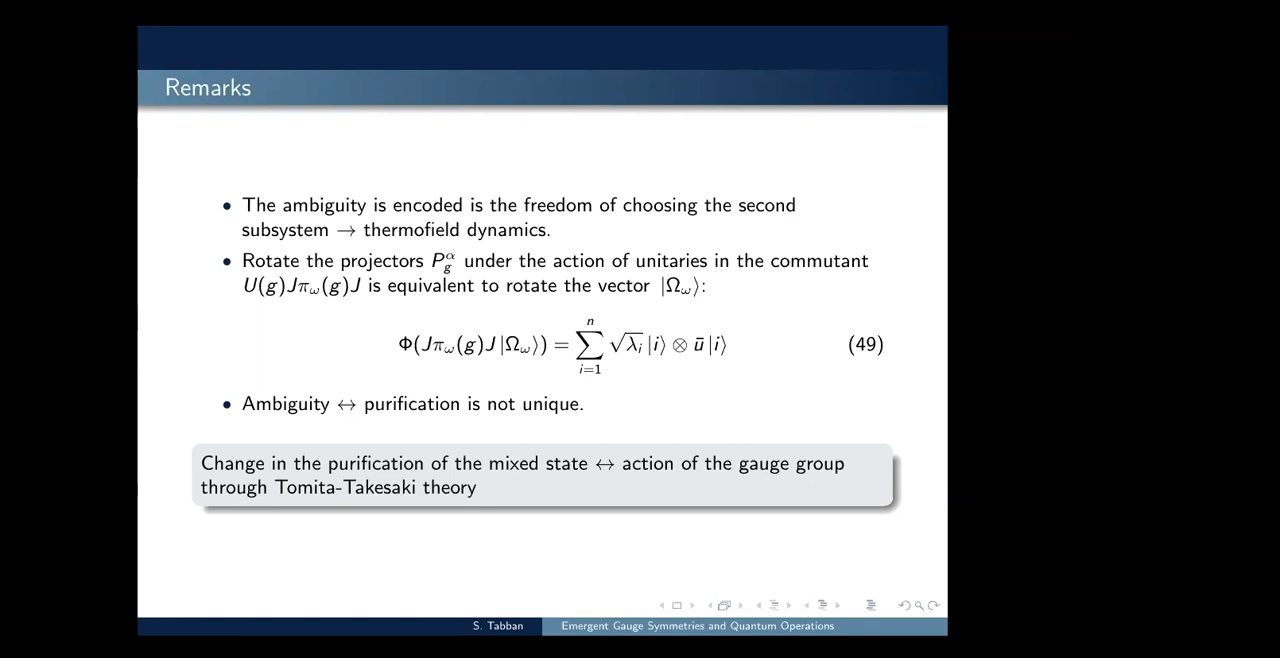 Remarks
• The ambiguity is encoded is the freedom of choosing the second
subsystem → thermofield dynamics.
• Rotate the projectors P_g^α under the action of unitaries in the commutant
U(g)Jπ_ω(g)J is equivalent to rotate the vector |Ω_ω⟩:
Φ(Jπ_ω(g)J|Ω_ω⟩) = ∑_{i=1}^{n} √λ_i |i⟩ ⊗ ū |i⟩ (49)
• Ambiguity ↔ purification is not unique.
Change in the purification of the mixed state ↔ action of the gauge group
through Tomita-Takesaki theory
S. Tabban Emergent Gauge Symmetries and Quantum Operations